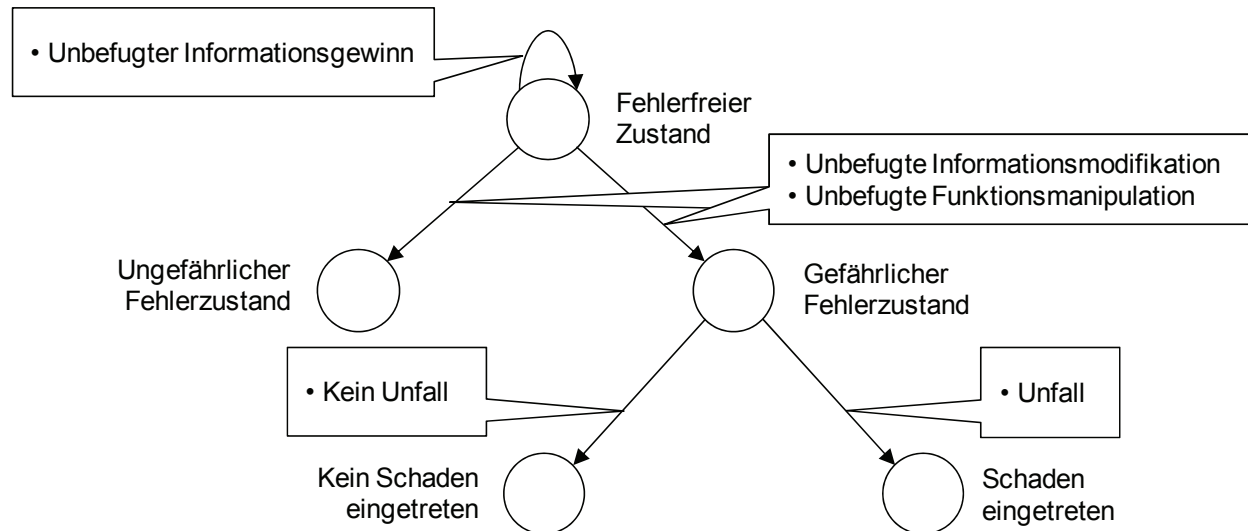 • Unbefugter Informationsgewinn
Fehlerfreier
Zustand
• Unbefugte Informationsmodifikation
• Unbefugte Funktionsmanipulation
Ungefährlicher
Fehlerzustand
Gefährlicher
Fehlerzustand
• Kein Unfall
• Unfall
Kein Schaden
eingetreten
Schaden
eingetreten